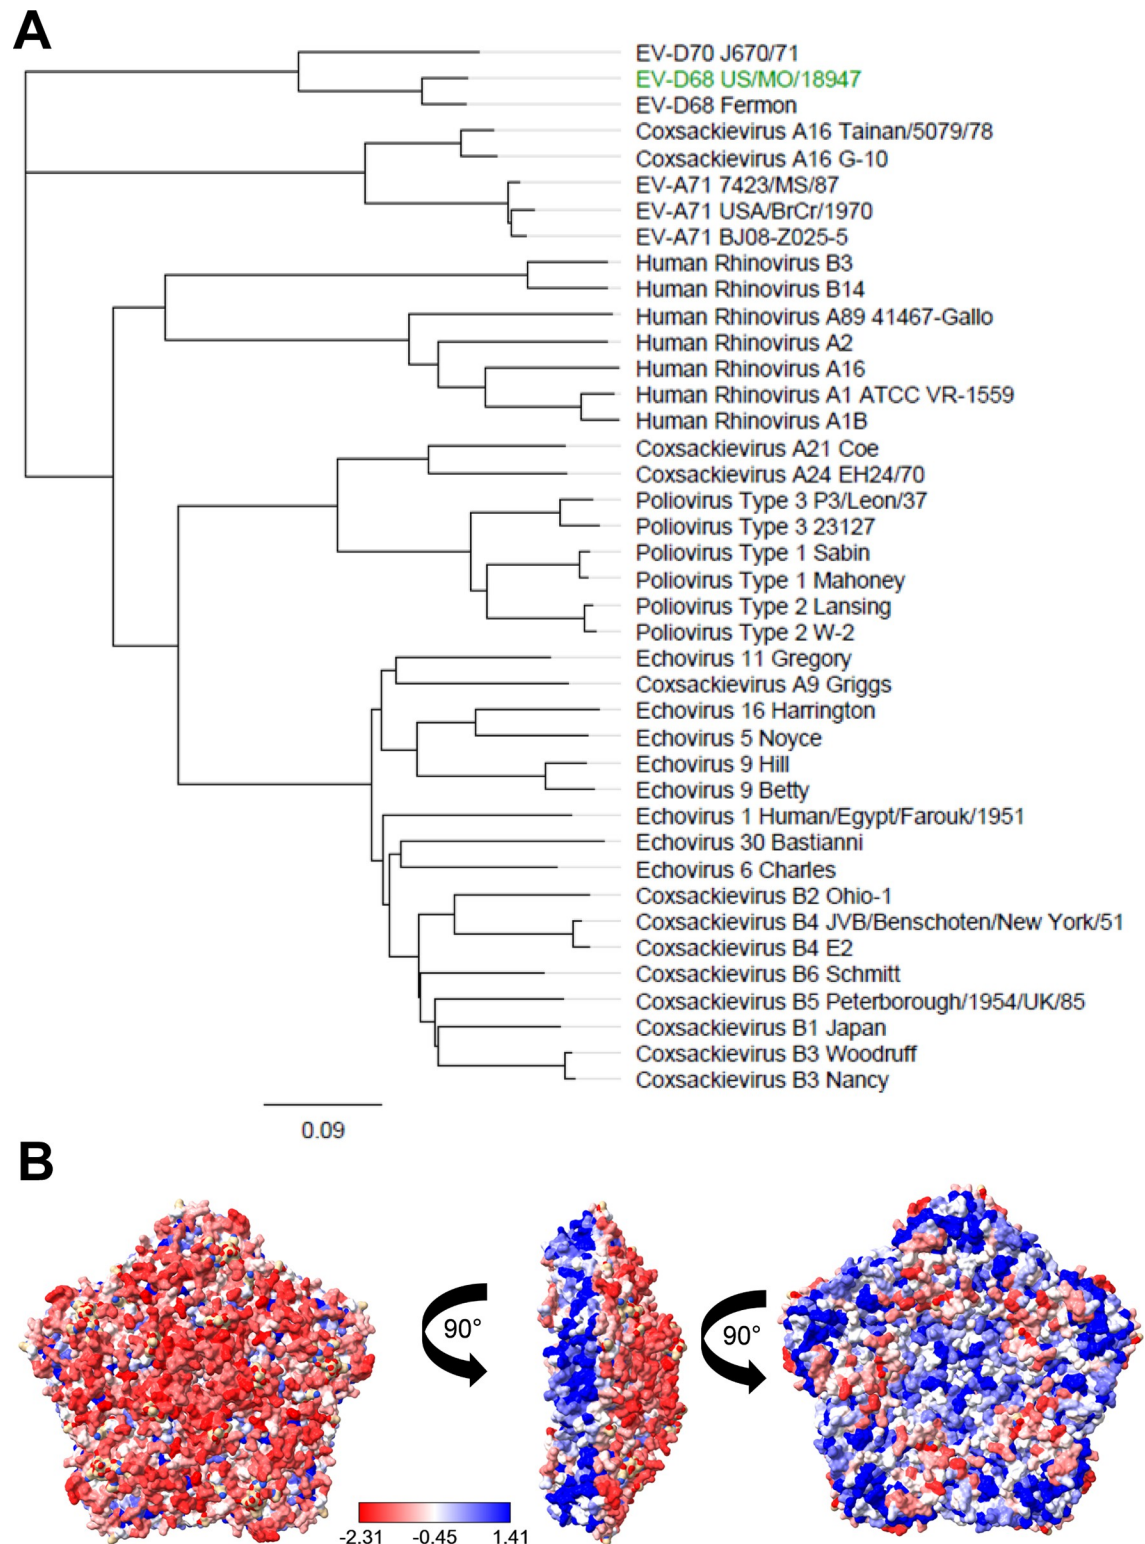 A
EV-D70 J670/71
EV-D68 US/MO/18947
EV-D68 Fermon
Coxsackievirus A16 Tainan/5079/78
Coxsackievirus A16 G-10
EV-A71 7423/MS/87
EV-A71 USA/BrCr/1970
EV-A71 BJ08-Z025-5
Human Rhinovirus B3
Human Rhinovirus B14
Human Rhinovirus A89 41467-Gallo
Human Rhinovirus A2
Human Rhinovirus A16
Human Rhinovirus A1 ATCC VR-1559
Human Rhinovirus A1B
Coxsackievirus A21 Coe
Coxsackievirus A24 EH24/70
Poliovirus Type 3 P3/Leon/37
Poliovirus Type 3 23127
Poliovirus Type 1 Sabin
Poliovirus Type 1 Mahoney
Poliovirus Type 2 Lansing
Poliovirus Type 2 W-2
Echovirus 11 Gregory
Coxsackievirus A9 Griggs
Echovirus 16 Harrington
Echovirus 5 Noyce
Echovirus 9 Hill
Echovirus 9 Betty
Echovirus 1 Human/Egypt/Farouk/1951
Echovirus 30 Bastianni
Echovirus 6 Charles
Coxsackievirus B2 Ohio-1
Coxsackievirus B4 JVB/Benschoten/New York/51
Coxsackievirus B4 E2
Coxsackievirus B6 Schmitt
Coxsackievirus B5 Peterborough/1954/UK/85
Coxsackievirus B1 Japan
Coxsackievirus B3 Woodruff
Coxsackievirus B3 Nancy
0.09
B
90°
90°
-2.31 -0.45 1.41